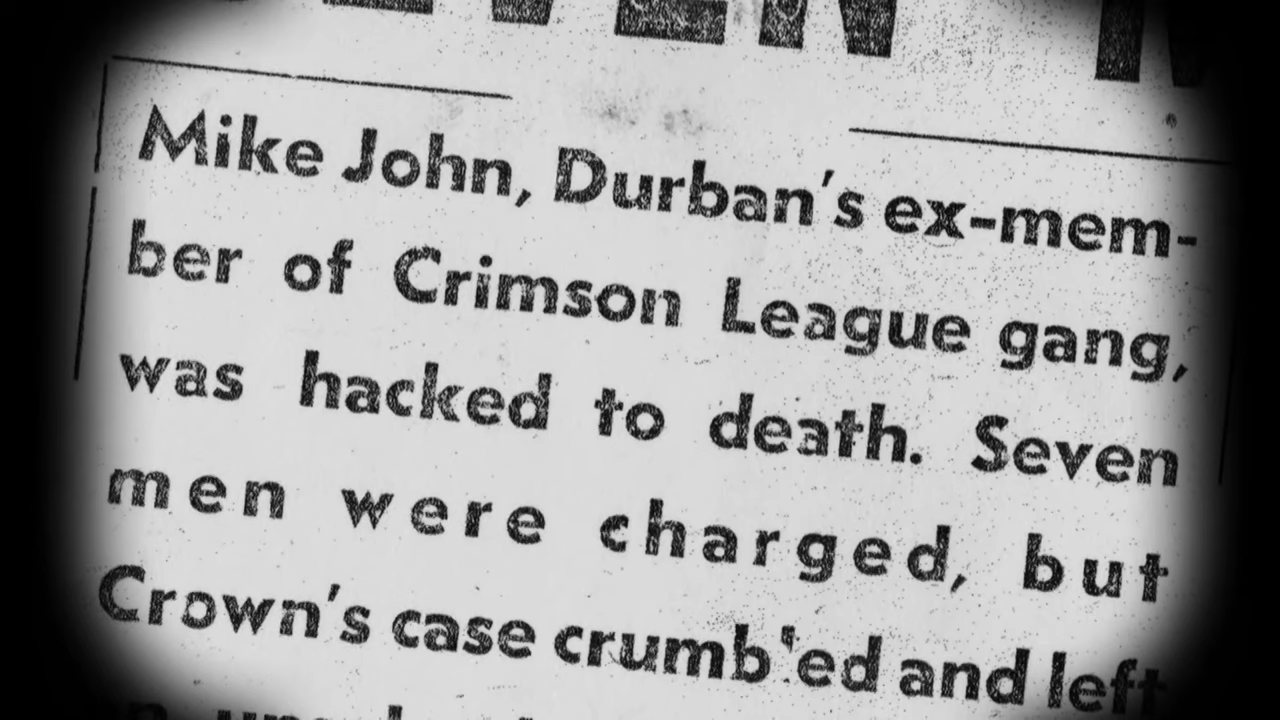 Mike John, Durban's ex-mem-
ber of Crimson League gang,
was hacked to death. Seven
men were charged, but
Crown's case crumb'ed and left